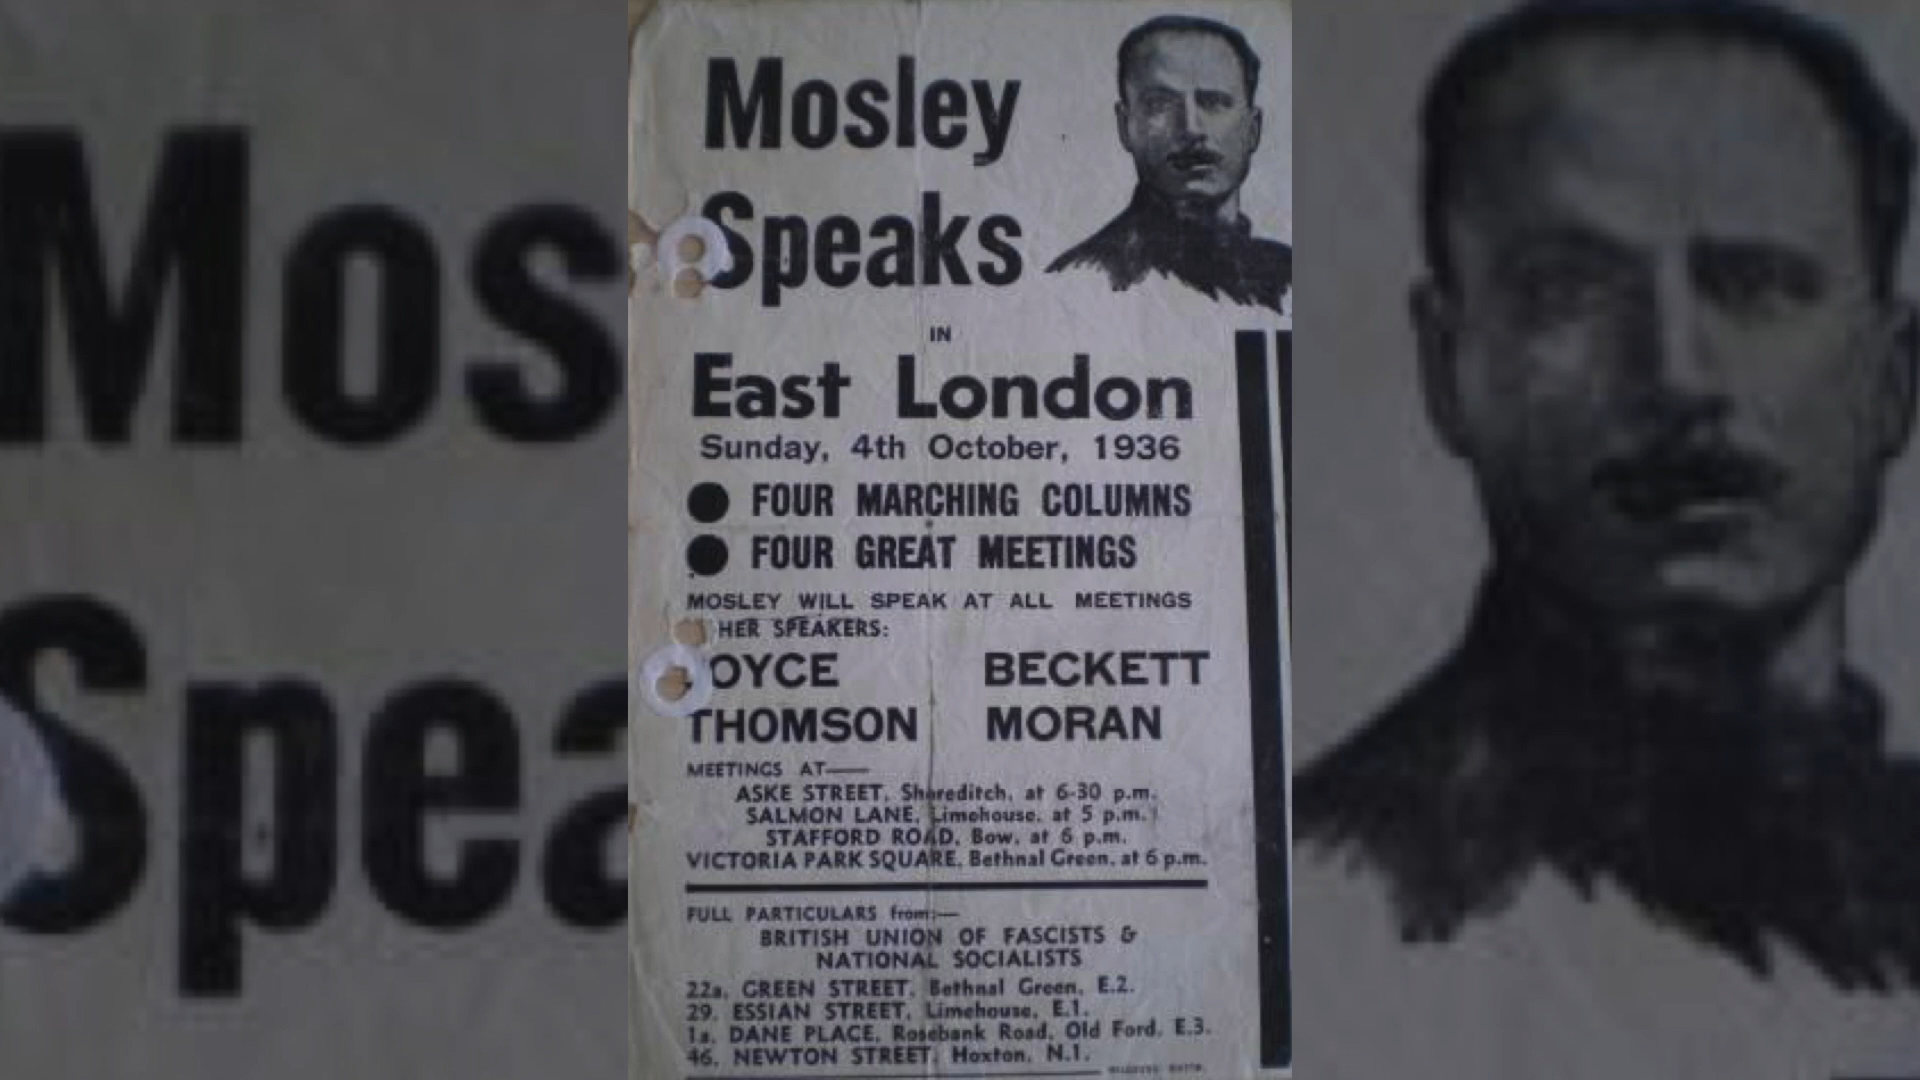 Mosley
Speaks
IN
East London
Sunday, 4th October, 1936
● FOUR MARCHING COLUMNS
● FOUR GREAT MEETINGS
MOSLEY WILL SPEAK AT ALL MEETINGS
HER SPEAKERS:
OYCE BECKETT
THOMSON MORAN
MEETINGS AT——
ASKE STREET, Shoreditch, at 6-30 p.m.
SALMON LANE, Limehouse, at 5 p.m.
STAFFORD ROAD, Bow, at 6 p.m.
VICTORIA PARK SQUARE, Bethnal Green, at 6 p.m.
FULL PARTICULARS from:—
BRITISH UNION OF FASCISTS &
NATIONAL SOCIALISTS
22a, GREEN STREET, Bethnal Green, E.2.
29, ESSIAN STREET, Limehouse, E.1.
1a, DANE PLACE, Rosebank Road, Old Ford, E.3.
46, NEWTON STREET, Hoxton, N.1.